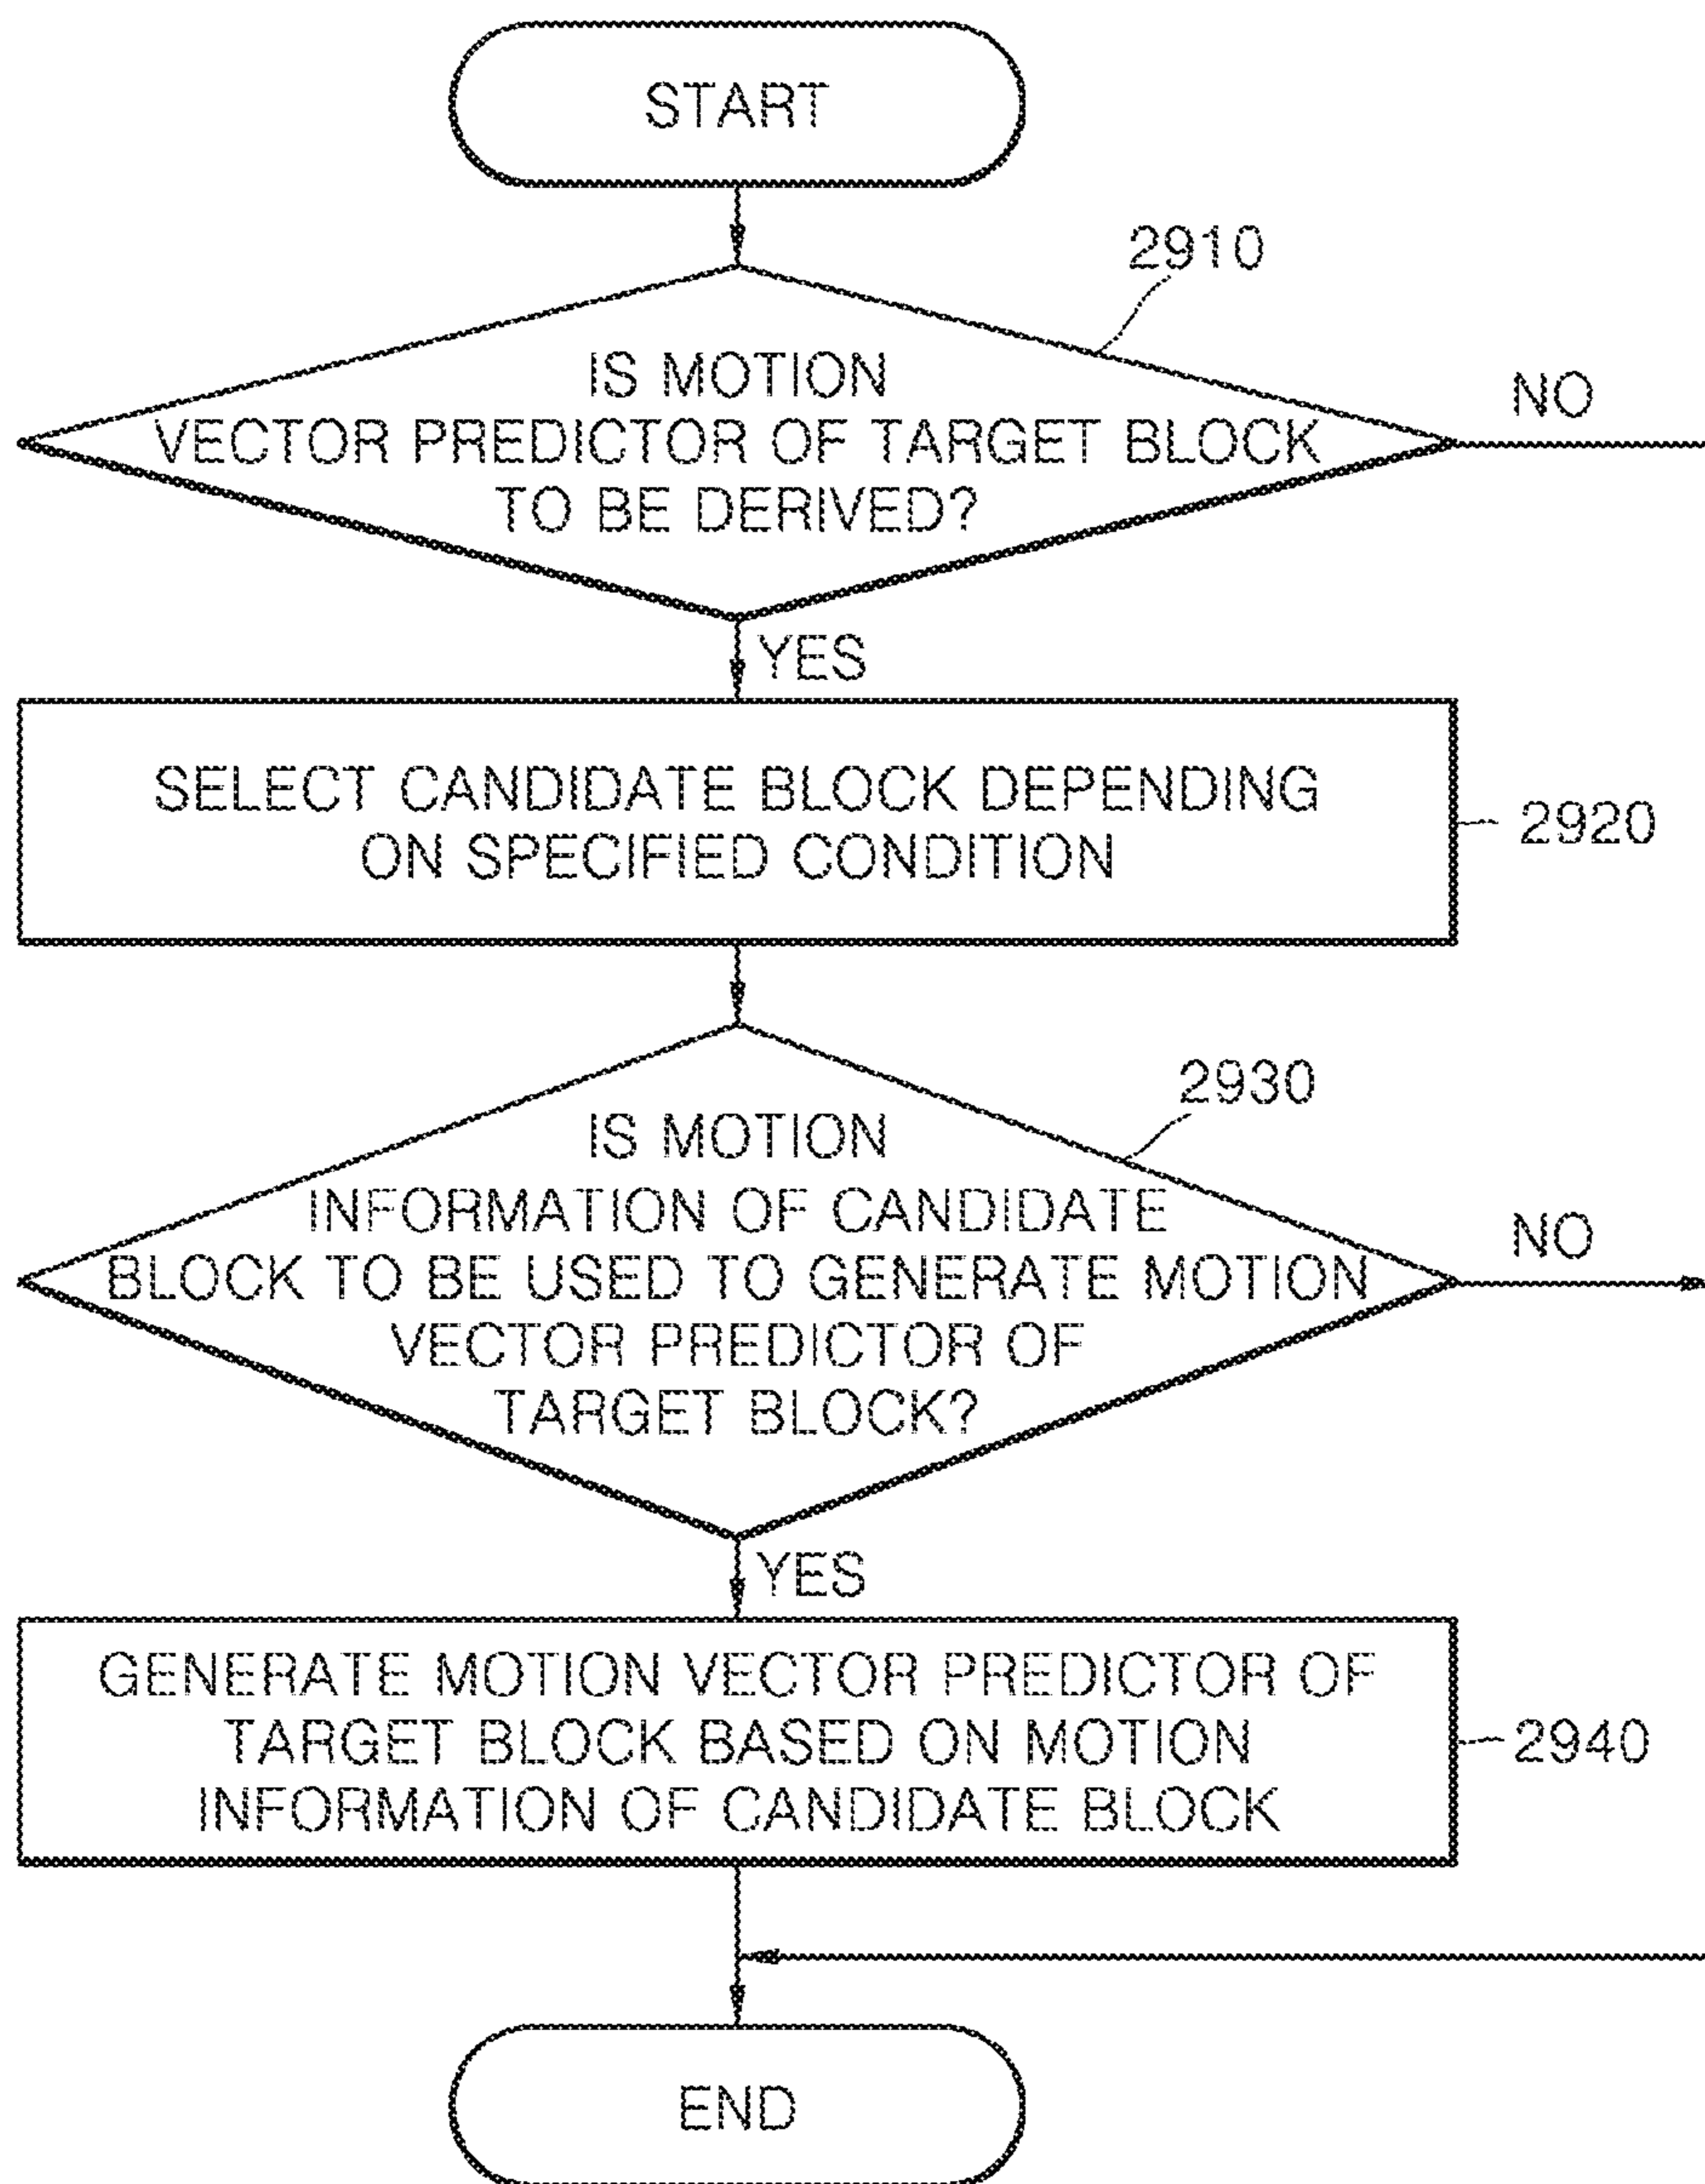 START
2910
IS MOTION
VECTOR PREDICTOR OF TARGET BLOCK
TO BE DERIVED?
NO
YES
SELECT CANDIDATE BLOCK DEPENDING
ON SPECIFIED CONDITION
2920
2930
IS MOTION
INFORMATION OF CANDIDATE
BLOCK TO BE USED TO GENERATE MOTION
VECTOR PREDICTOR OF
TARGET BLOCK?
NO
YES
GENERATE MOTION VECTOR PREDICTOR OF
TARGET BLOCK BASED ON MOTION
INFORMATION OF CANDIDATE BLOCK
2940
END